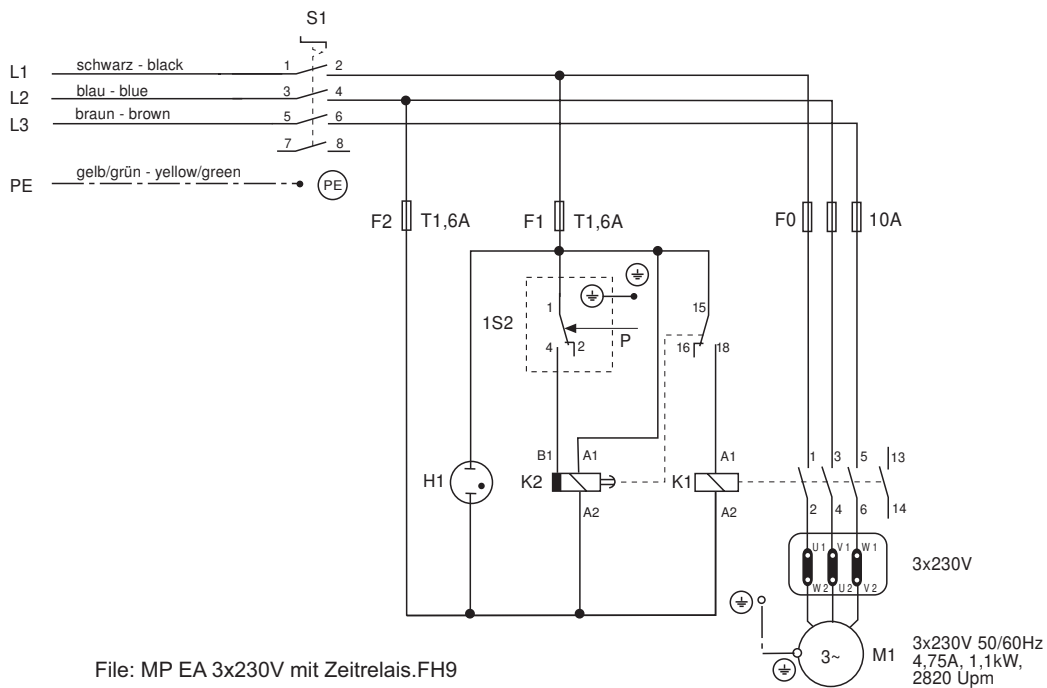 S1
L1 schwarz - black 1 2
L2 blau - blue 3 4
L3 braun - brown 5 6
7 8
PE gelb/grün - yellow/green PE
F2 T1,6A F1 T1,6A F0 10A
1S2 1 4 2 P
15 16 18
H1
B1 A1 K2 A2
A1 K1 A2
1 3 5 13
2 4 6 14
U1 V1 W1
W2 U2 V2
3x230V
3~ M1
3x230V 50/60Hz
4,75A, 1,1kW,
2820 Upm
File: MP EA 3x230V mit Zeitrelais.FH9